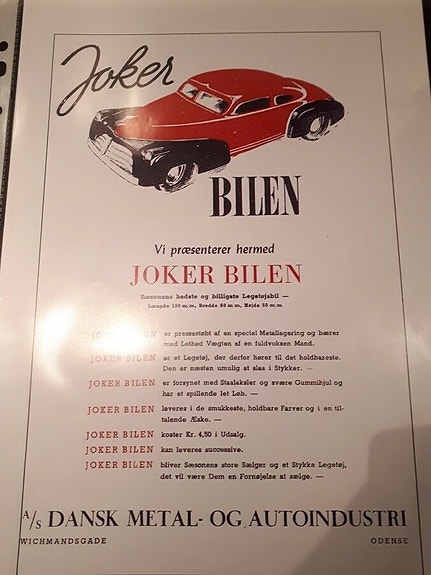 Joker
BILEN
Vi præsenterer hermed
JOKER BILEN
Sæsonens bedste og billigste Legetøjsbil —
Længde 150 m/m, Bredde 60 m/m, Højde 50 m/m
JOKER BILEN er pressestøbt af en speciel Metallegering og bærer
med Lethed Vægten af en fuldvoksen Mand.
JOKER BILEN er et Legetøj, der derfor hører til det holdbareste.
Den er næsten umulig at slaa i Stykker. —
JOKER BILEN er forsynet med Staalaksler og svære Gummihjul og
har et spillende let Løb. —
JOKER BILEN leveres i de smukkeste, holdbare Farver og i en til-
talende Æske. —
JOKER BILEN koster Kr. 4,50 i Udsalg.
JOKER BILEN kan leveres successive.
JOKER BILEN bliver Sæsonens store Sælger og et Stykke Legetøj,
det vil være Dem en Fornøjelse at sælge. —
A/S DANSK METAL- OG AUTOINDUSTRI
WICHMANDSGADE ODENSE